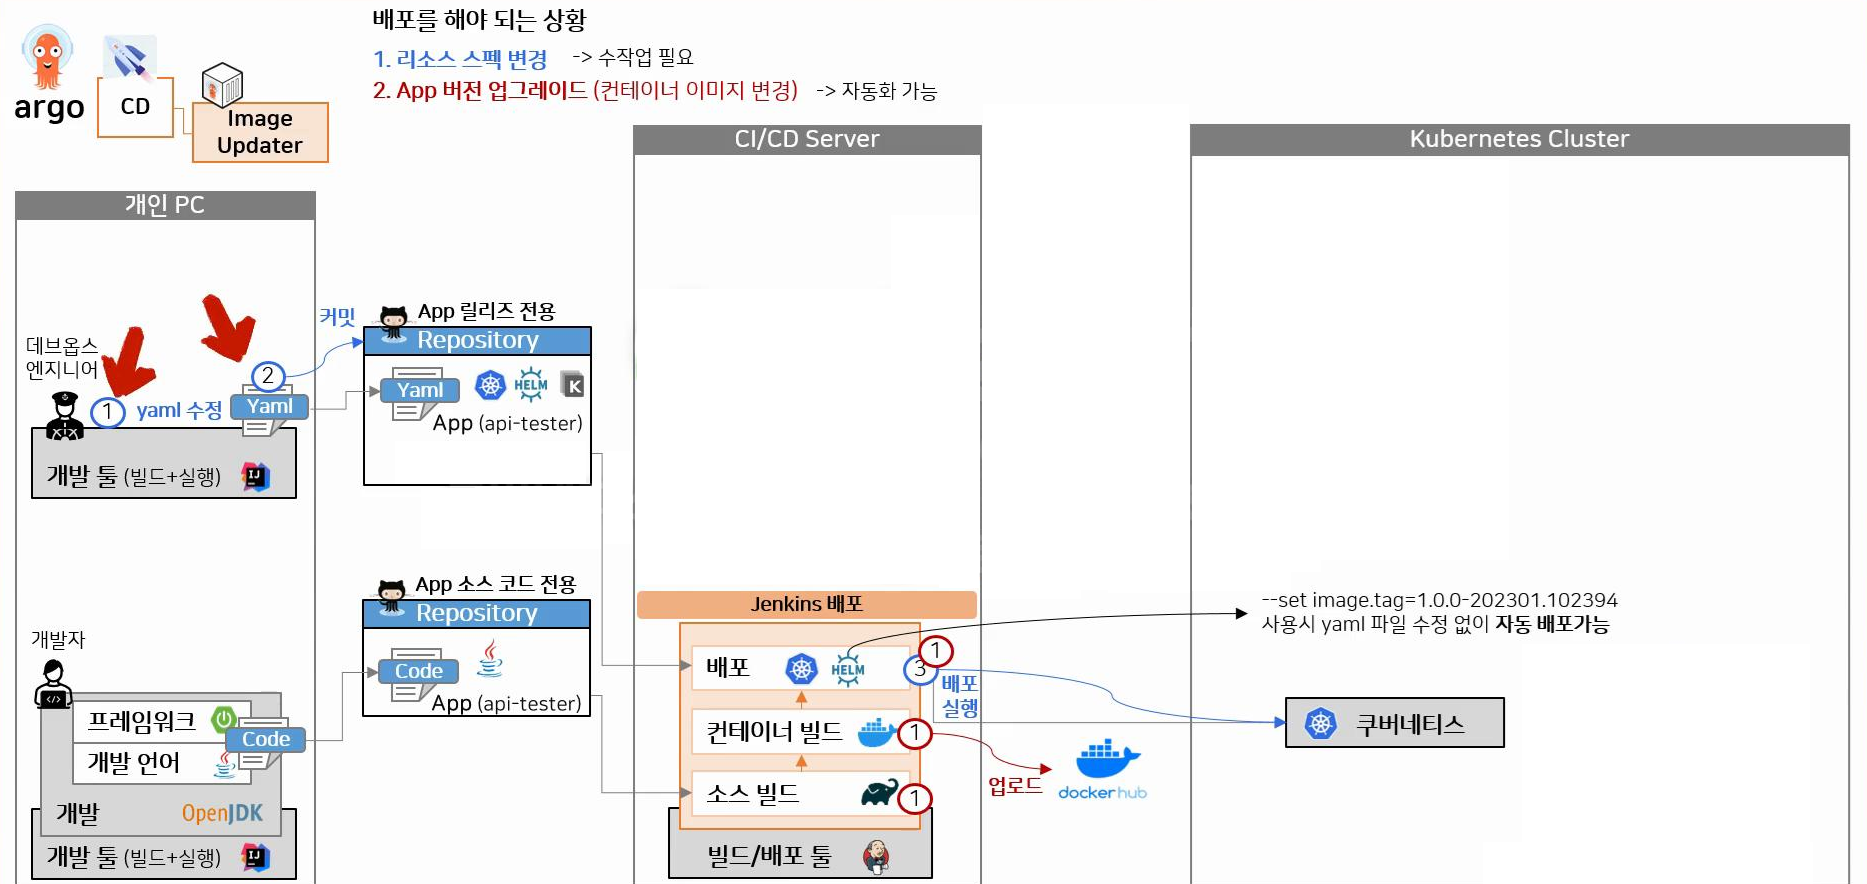 배포를 해야 되는 상황
1. 리소스 스펙 변경 -> 수작업 필요
2. App 버전 업그레이드 (컨테이너 이미지 변경) -> 자동화 가능
argo
CD
Image
Updater
개인 PC
CI/CD Server
Kubernetes Cluster
데브옵스
엔지니어
1
yaml 수정
2
Yaml
커밋
개발 툴 (빌드+실행)
IJ
App 릴리즈 전용
Repository
Yaml
HELM
K
App (api-tester)
개발자
프레임워크
개발 언어
Code
개발
OpenJDK
개발 툴 (빌드+실행)
IJ
App 소스 코드 전용
Repository
Code
App (api-tester)
Jenkins 배포
배포
HELM
1
3
배포
실행
컨테이너 빌드
1
소스 빌드
1
빌드/배포 툴
업로드
dockerhub
--set image.tag=1.0.0-202301.102394
사용시 yaml 파일 수정 없이 자동 배포가능
쿠버네티스